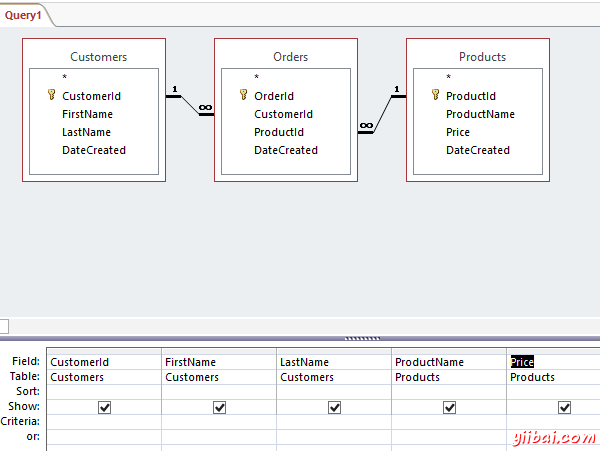 Query1
Customers
*
CustomerId
FirstName
LastName
DateCreated
1
∞
Orders
*
OrderId
CustomerId
ProductId
DateCreated
1
∞
Products
*
ProductId
ProductName
Price
DateCreated
Field: CustomerId FirstName LastName ProductName Price
Table: Customers Customers Customers Products Products
Sort:
Show:
Criteria:
or:
yiibai.com